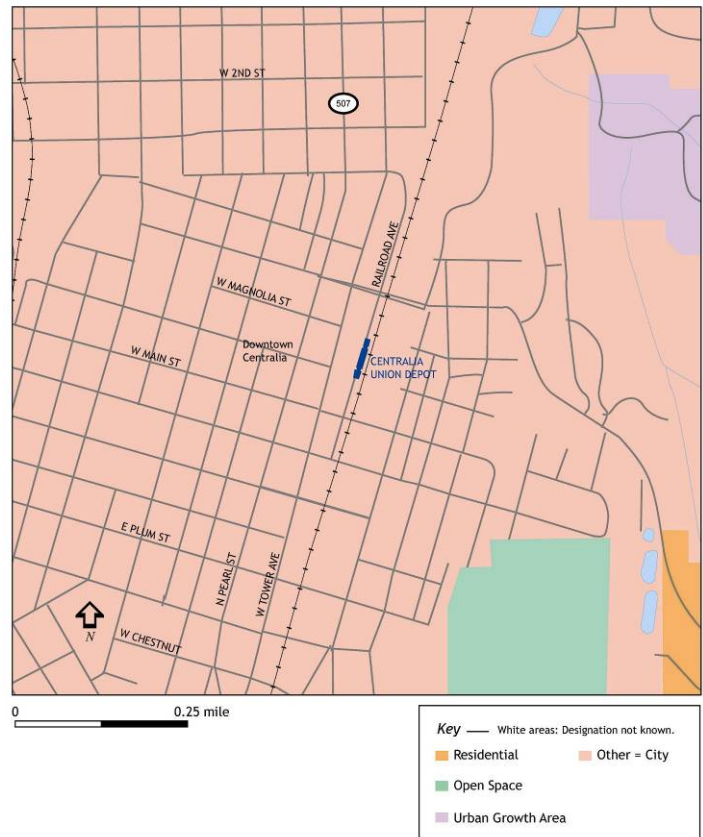 W 2ND ST
507
RAILROAD AVE
W MAGNOLIA ST
W MAIN ST
Downtown
Centralia
CENTRALIA
UNION DEPOT
E PLUM ST
N PEARL ST
W TOWER AVE
N
W CHESTNUT
0 0.25 mile
Key White areas: Designation not known.
Residential Other = City
Open Space
Urban Growth Area